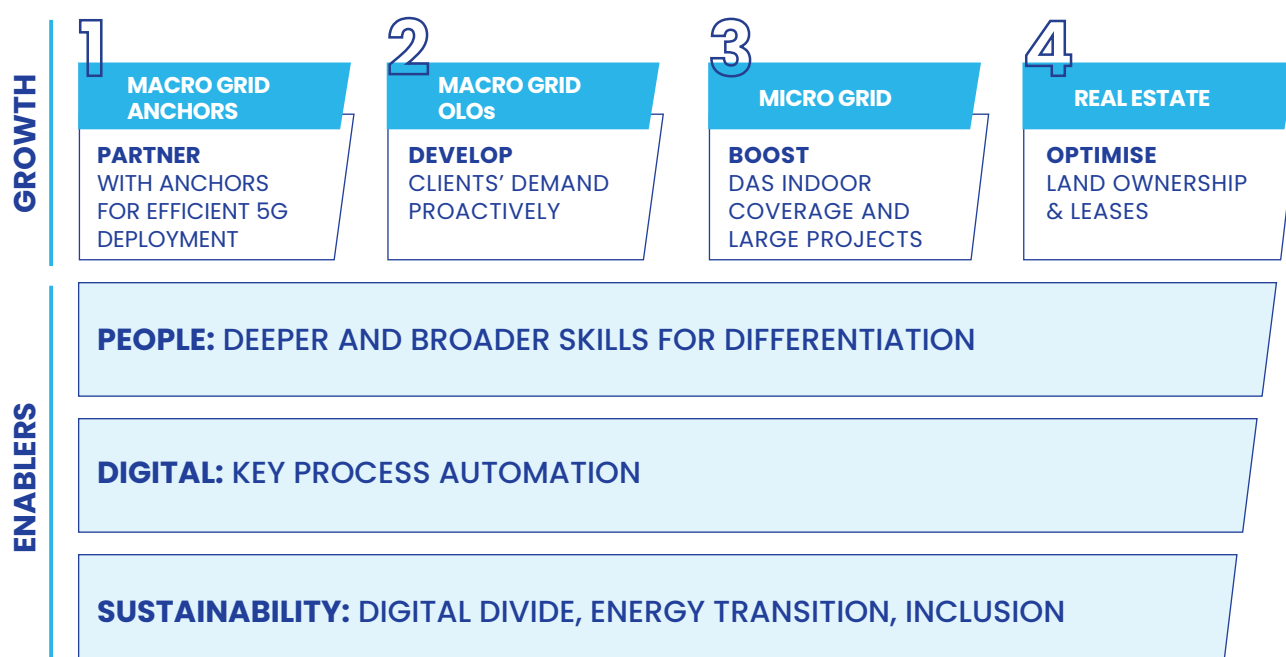 GROWTH
1
MACRO GRID
ANCHORS
PARTNER
WITH ANCHORS
FOR EFFICIENT 5G
DEPLOYMENT
2
MACRO GRID
OLOs
DEVELOP
CLIENTS’ DEMAND
PROACTIVELY
3
MICRO GRID
BOOST
DAS INDOOR
COVERAGE AND
LARGE PROJECTS
4
REAL ESTATE
OPTIMISE
LAND OWNERSHIP
& LEASES
ENABLERS
PEOPLE: DEEPER AND BROADER SKILLS FOR DIFFERENTIATION
DIGITAL: KEY PROCESS AUTOMATION
SUSTAINABILITY: DIGITAL DIVIDE, ENERGY TRANSITION, INCLUSION